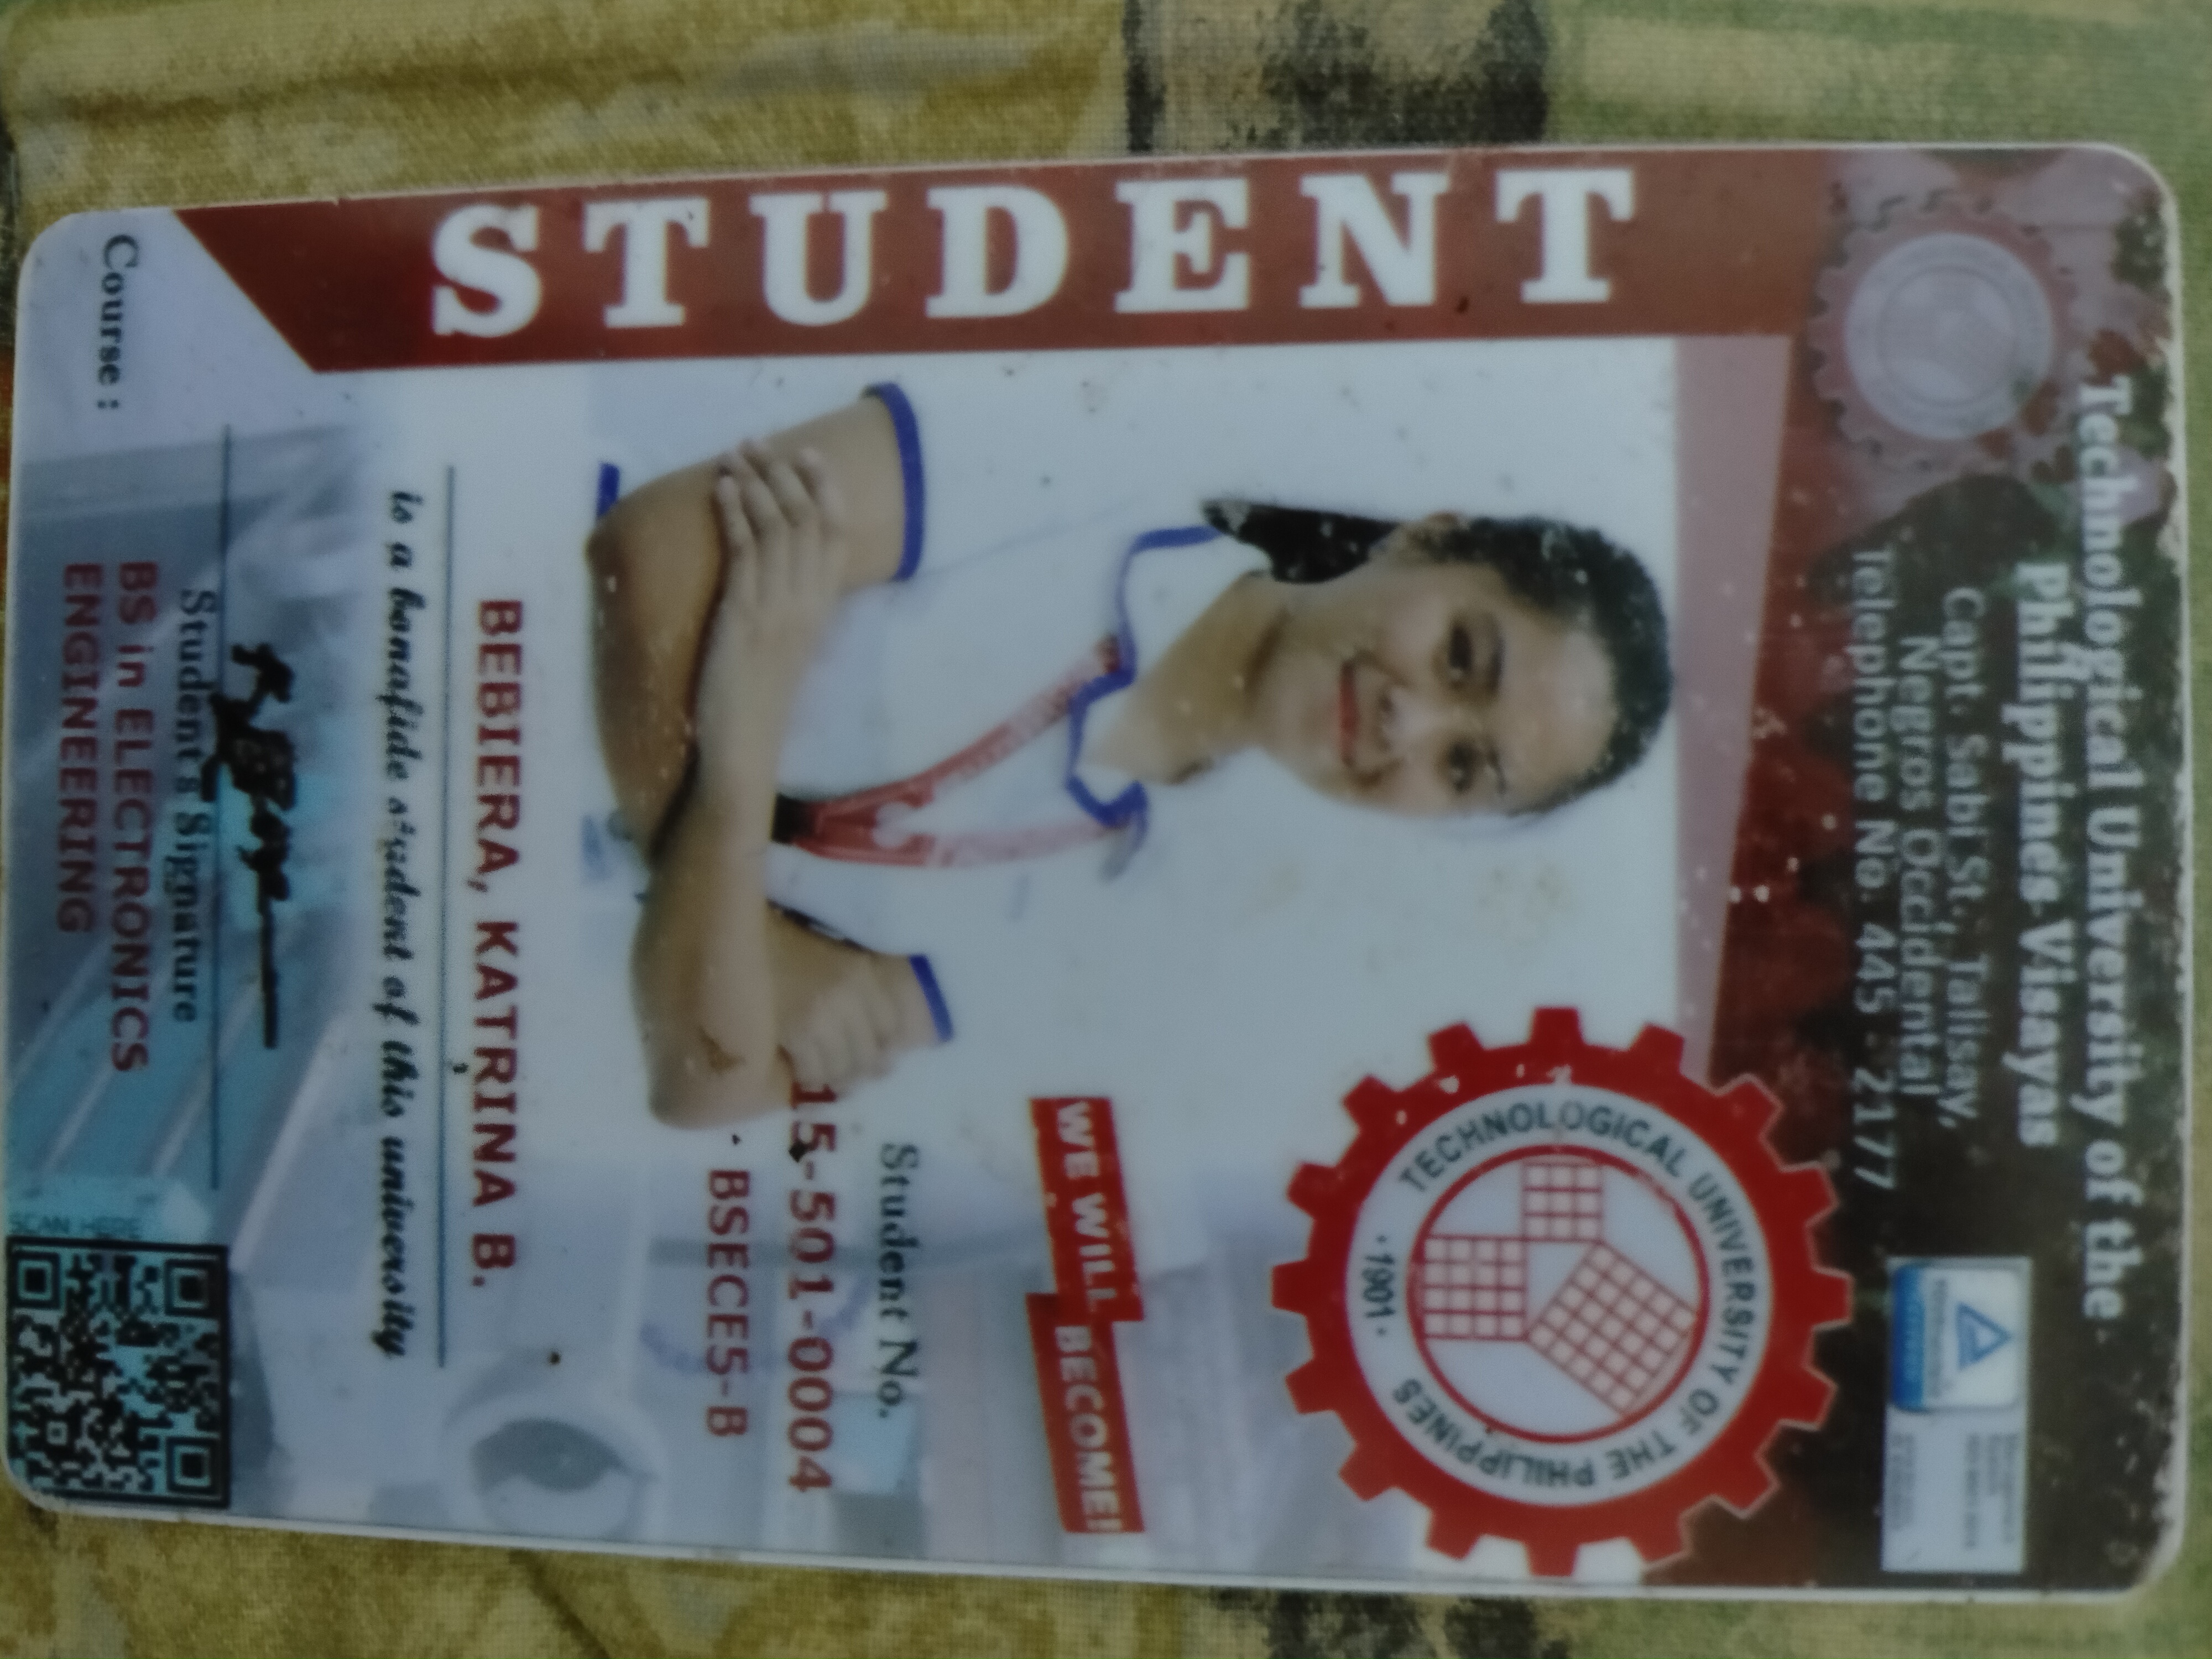 Technological University of the
Philippines-Visayas
Capt. Sabi St., Talisay,
Negros Occidental
Telephone No. 445 - 2177
STUDENT
TECHNOLOGICAL UNIVERSITY OF THE PHILIPPINES
· 1901 ·
WE WILL
BECOME!
Student No.
15-501-0004
BSECE5-B
BEBIERA, KATRINA B.
is a bonafide student of this university
Student's Signature
Course :
BS in ELECTRONICS
ENGINEERING
SCAN HERE